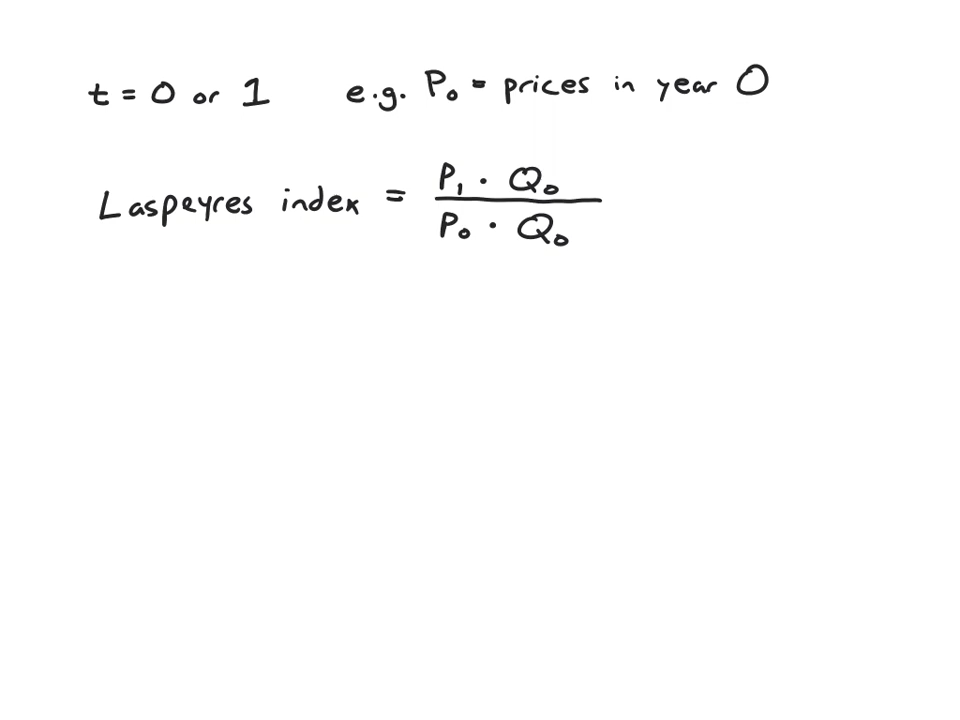 t = 0 or 1 e.g. P₀ = prices in year 0
Laspeyres index = P₁ · Q₀ / P₀ · Q₀